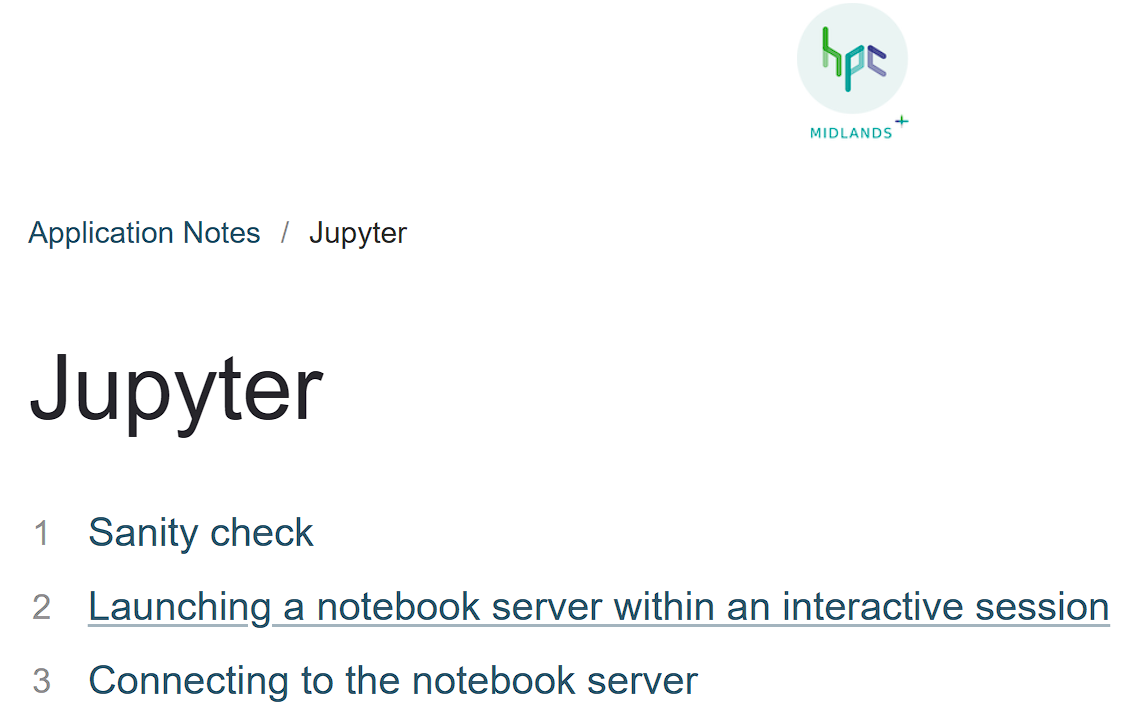 hpc
MIDLANDS+
Application Notes / Jupyter
Jupyter
1 Sanity check
2 Launching a notebook server within an interactive session
3 Connecting to the notebook server